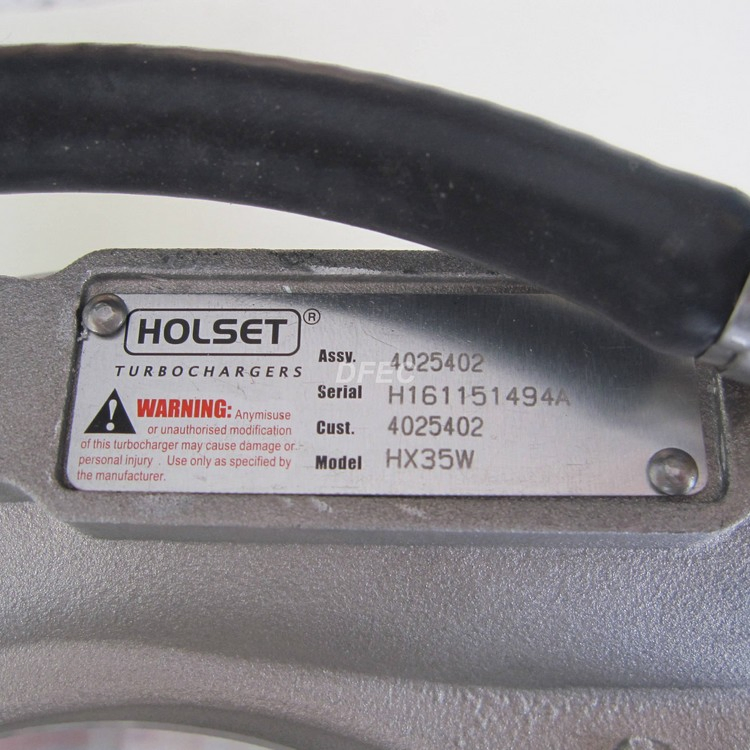 HOLSET ®
TURBOCHARGERS
WARNING: Anymisuse
or unauthorised modification
of this turbocharger may cause damage or
personal injury . Use only as specified by
the manufacturer.
Assy. 4025402
DFEC
Serial H161151494A
Cust. 4025402
Model HX35W